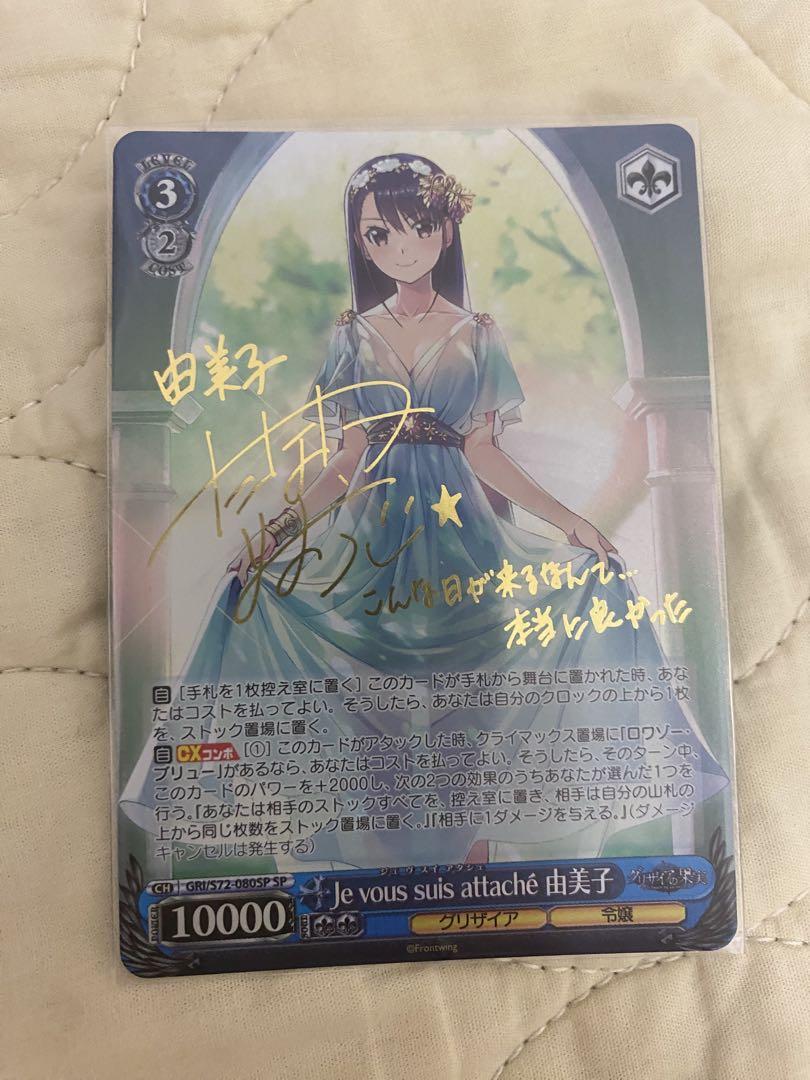 LEVEL
3
2
COST
由美子
こんな日が来るなんて…
本当に良かった
自 [手札を1枚控え室に置く] このカードが手札から舞台に置かれた時、あな
たはコストを払ってよい。そうしたら、あなたは自分のクロックの上から1枚
を、ストック置場に置く。
自 CXコンボ [①] このカードがアタックした時、クライマックス置場に「ロワゾー・
ブリュー」があるなら、あなたはコストを払ってよい。そうしたら、そのターン中、
このカードのパワーを+2000し、次の2つの効果のうちあなたが選んだ1つを
行う。『あなたは相手のストックすべてを、控え室に置き、相手は自分の山札の
上から同じ枚数をストック置場に置く。』『相手に1ダメージを与える。』(ダメージ
キャンセルは発生する)
CH GRI/S72-080SP SP
ジュ ヴ スイ アタシェ
Je vous suis attaché 由美子
グリザイアの果実
POWER 10000 SOUL
グリザイア 令嬢
©Frontwing